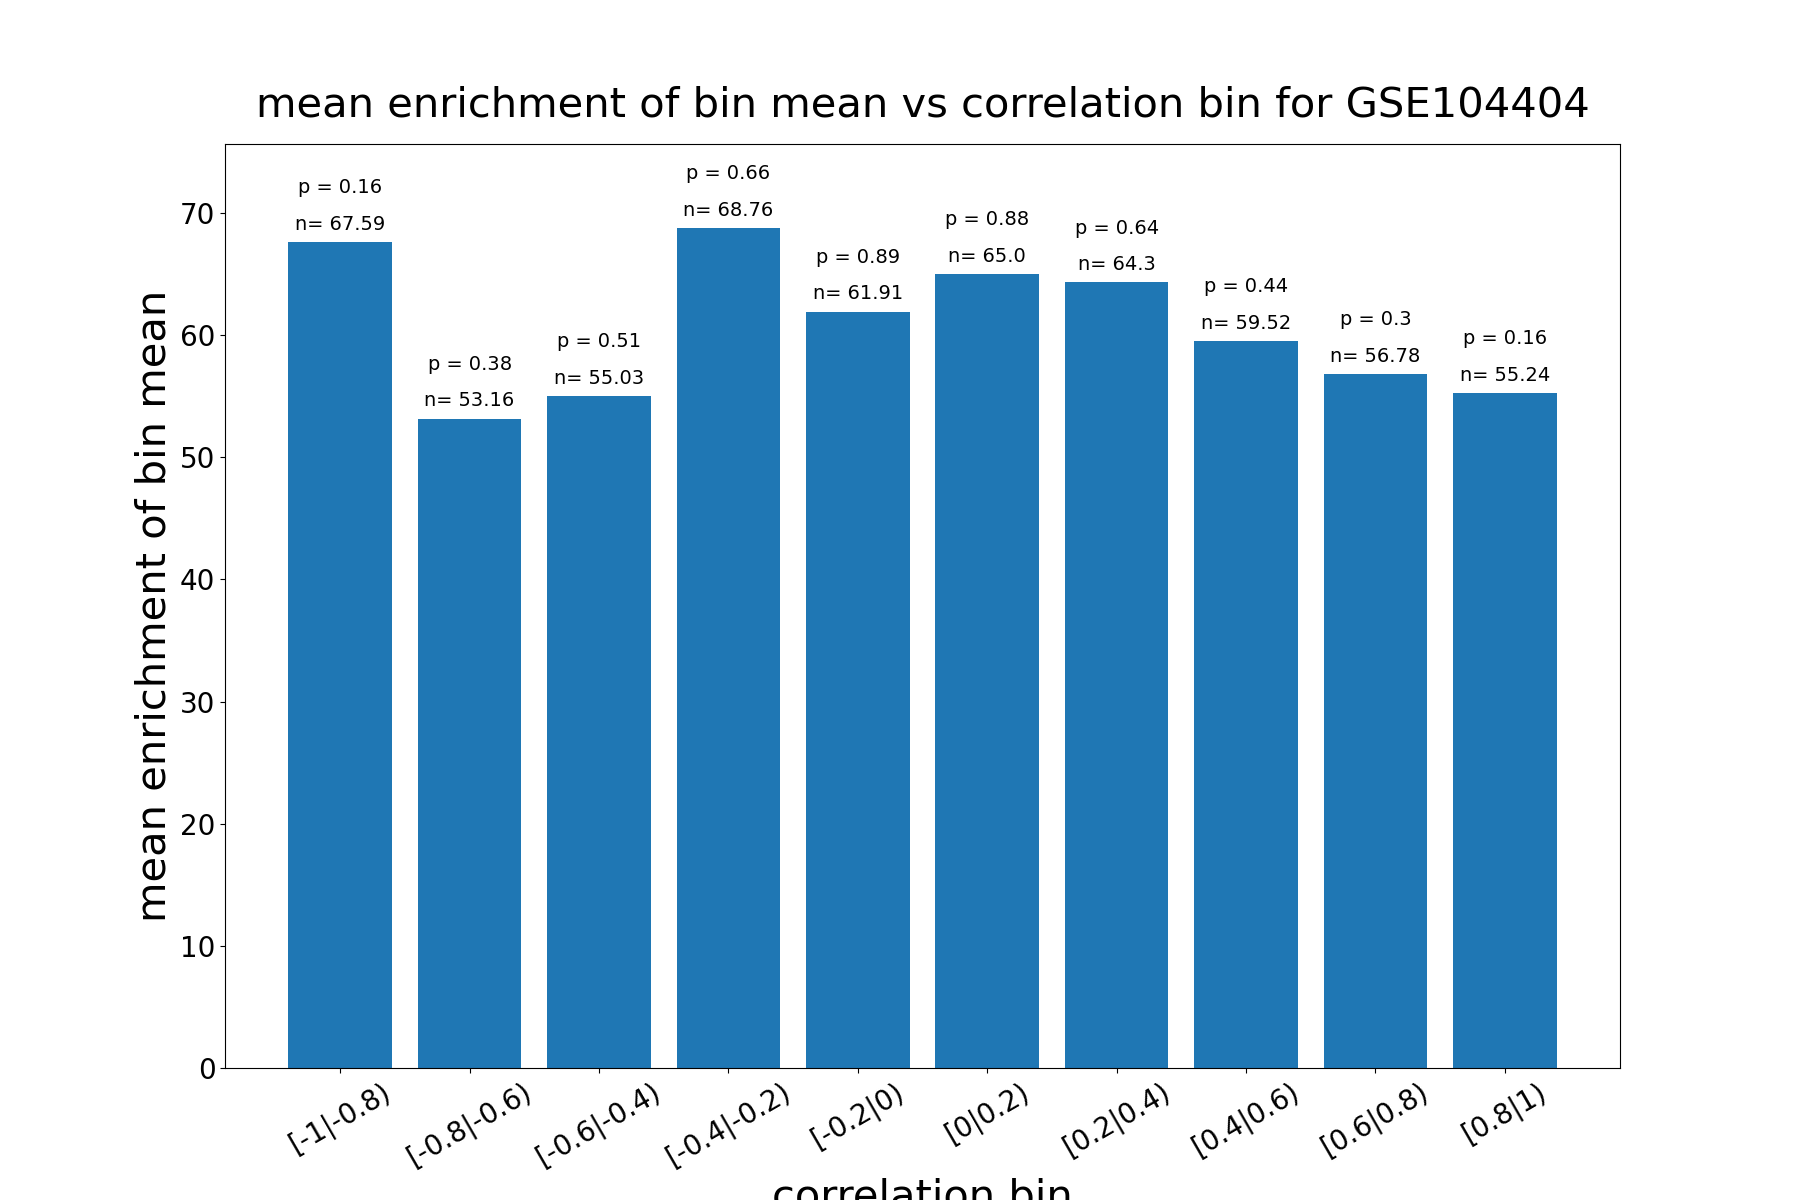 mean enrichment of bin mean vs correlation bin for GSE104404
mean enrichment of bin mean
70
60
50
40
30
20
10
0
p = 0.16
n= 67.59
p = 0.38
n= 53.16
p = 0.51
n= 55.03
p = 0.66
n= 68.76
p = 0.89
n= 61.91
p = 0.88
n= 65.0
p = 0.64
n= 64.3
p = 0.44
n= 59.52
p = 0.3
n= 56.78
p = 0.16
n= 55.24
[-1|-0.8)
[-0.8|-0.6)
[-0.6|-0.4)
[-0.4|-0.2)
[-0.2|0)
[0|0.2)
[0.2|0.4)
[0.4|0.6)
[0.6|0.8)
[0.8|1)
correlation bin